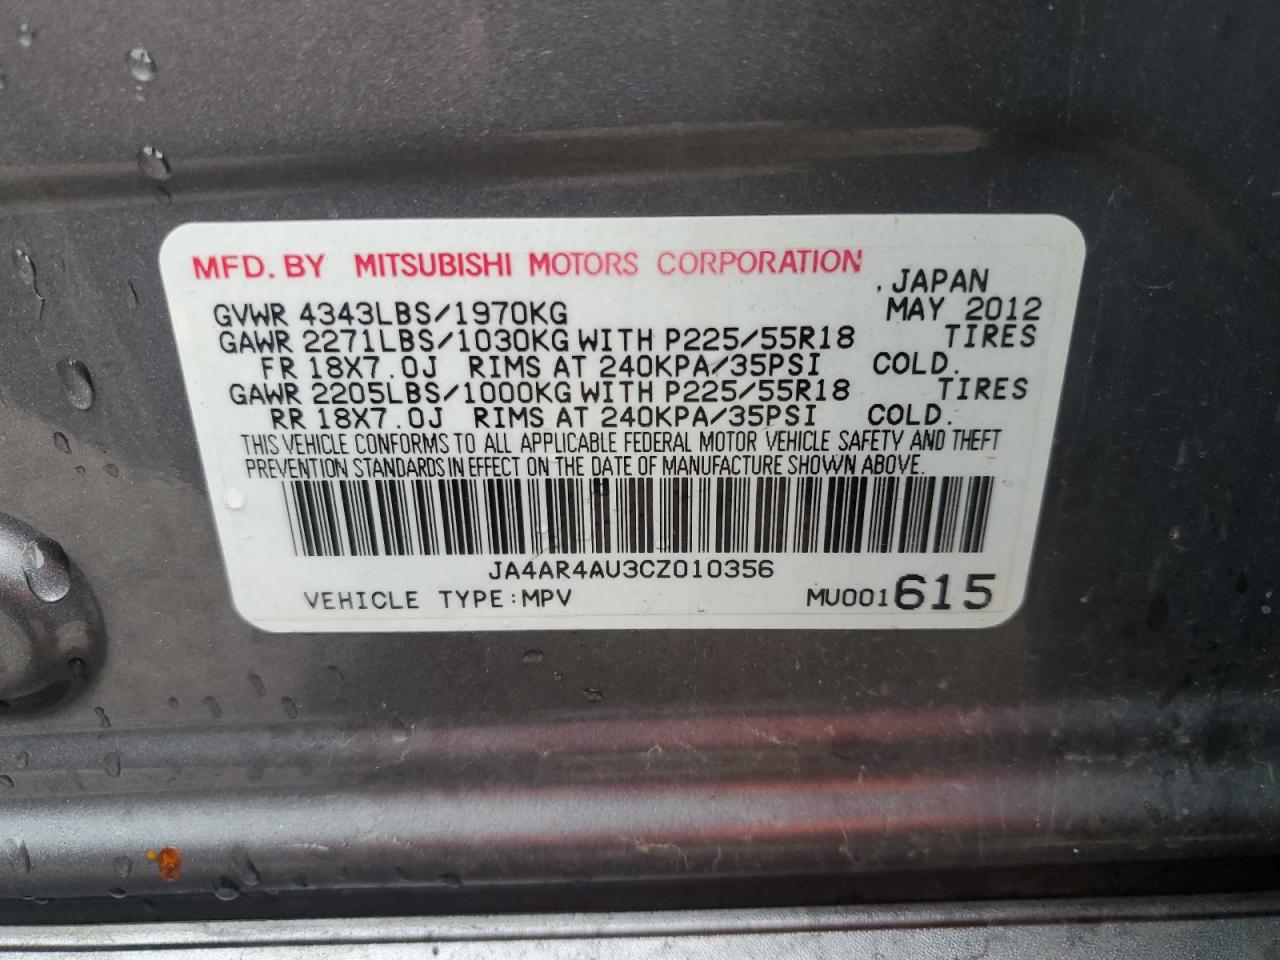 MFD. BY MITSUBISHI MOTORS CORPORATION , JAPAN
GVWR 4343LBS/1970KG MAY 2012
GAWR 2271LBS/1030KG WITH P225/55R18 TIRES
FR 18X7.0J RIMS AT 240KPA/35PSI COLD.
GAWR 2205LBS/1000KG WITH P225/55R18 TIRES
RR 18X7.0J RIMS AT 240KPA/35PSI COLD.
THIS VEHICLE CONFORMS TO ALL APPLICABLE FEDERAL MOTOR VEHICLE SAFETY AND THEFT
PREVENTION STANDARDS IN EFFECT ON THE DATE OF MANUFACTURE SHOWN ABOVE.
JA4AR4AU3CZ010356
VEHICLE TYPE:MPV MU001615